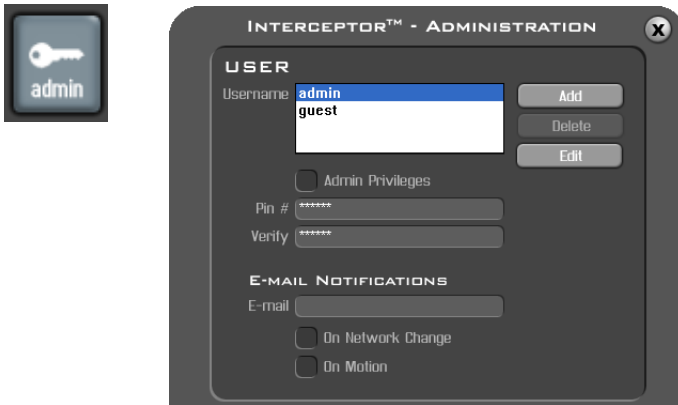 admin
INTERCEPTOR™ - ADMINISTRATION
X
USER
Username
admin
guest
Add
Delete
Edit
Admin Privileges
Pin # ******
Verify ******
E-MAIL NOTIFICATIONS
E-mail
On Network Change
On Motion